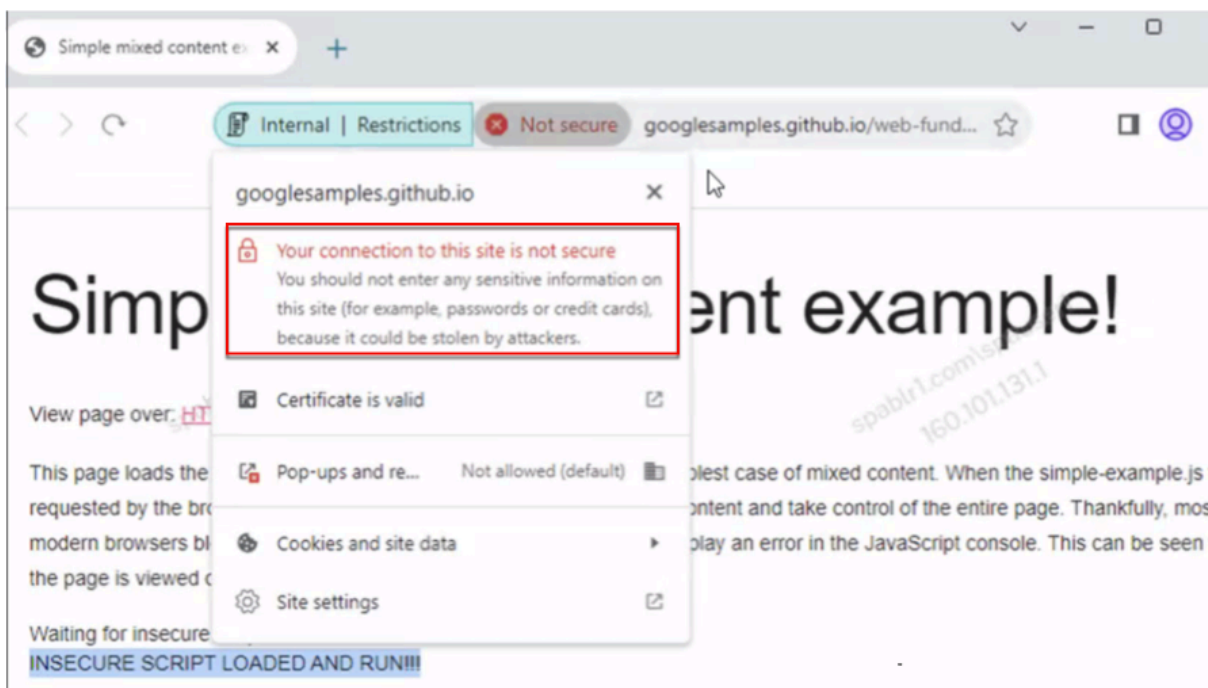 Simple mixed content e
Internal | Restrictions
Not secure
googlesamples.github.io/web-fund...
googlesamples.github.io
Your connection to this site is not secure
You should not enter any sensitive information on
this site (for example, passwords or credit cards),
because it could be stolen by attackers.
Certificate is valid
Pop-ups and re... Not allowed (default)
Cookies and site data
Site settings
Simp ent example!
View page over: HT
This page loads the plest case of mixed content. When the simple-example.js
requested by the bro ontent and take control of the entire page. Thankfully, mos
modern browsers bl play an error in the JavaScript console. This can be seen
the page is viewed
Waiting for insecure
INSECURE SCRIPT LOADED AND RUN!!!!
160.101.131.1